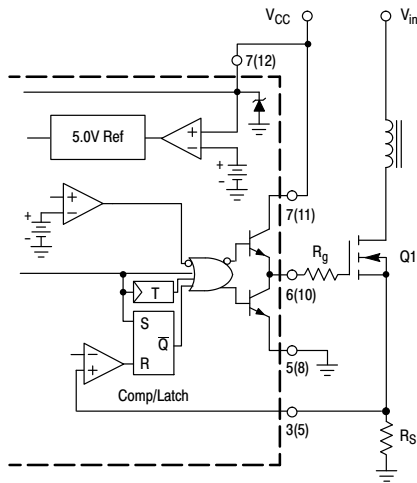 VCC
Vin
7(12)
5.0V Ref
+
−
+
−
+
−
+
−
7(11)
Rg
Q1
T
6(10)
S
Q̅
R
5(8)
−
+
Comp/Latch
3(5)
RS